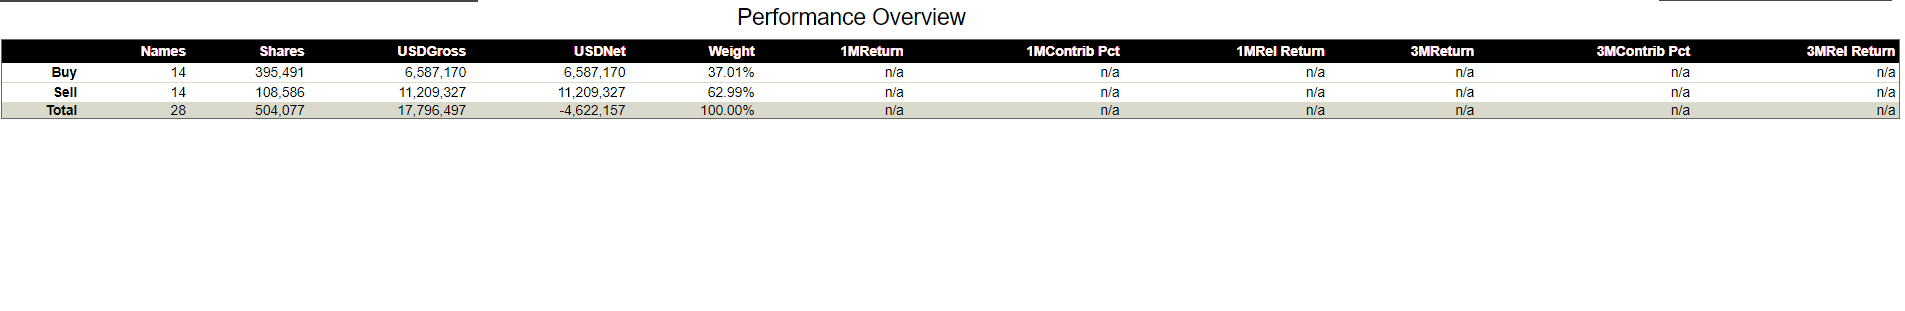 Performance Overview
Names Shares USDGross USDNet Weight 1MReturn 1MContrib Pct 1MRel Return 3MReturn 3MContrib Pct 3MRel Return
Buy 14 395,491 6,587,170 6,587,170 37.01% n/a n/a n/a n/a n/a n/a
Sell 14 108,586 11,209,327 11,209,327 62.99% n/a n/a n/a n/a n/a n/a
Total 28 504,077 17,796,497 -4,622,157 100.00% n/a n/a n/a n/a n/a n/a